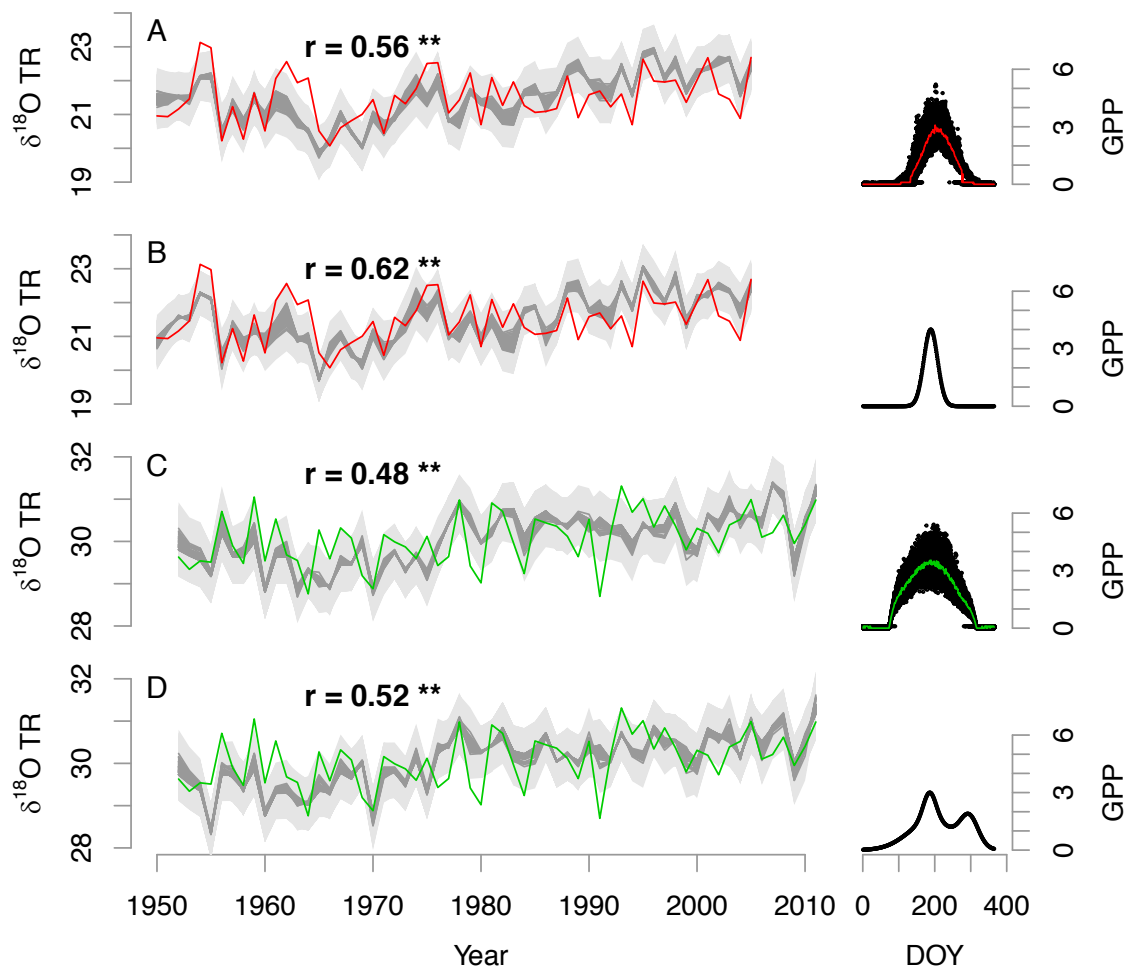 A
r = 0.56 **
δ18O TR
19
21
23
GPP
0
3
6
B
r = 0.62 **
δ18O TR
19
21
23
GPP
0
3
6
C
r = 0.48 **
δ18O TR
28
30
32
GPP
0
3
6
D
r = 0.52 **
δ18O TR
28
30
32
GPP
0
3
6
1950 1960 1970 1980 1990 2000 2010
0 200 400
Year
DOY